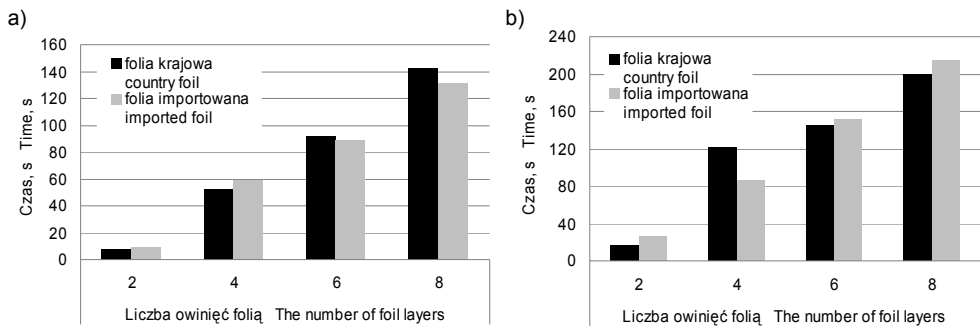 a)
160
140
120
100
80
60
40
20
0
Czas, s Time, s
folia krajowa
country foil
folia importowana
imported foil
2 4 6 8
Liczba owinięć folią The number of foil layers
b)
240
200
160
120
80
40
0
Czas, s Time, s
folia krajowa
country foil
folia importowana
imported foil
2 4 6 8
Liczba owinięć folią The number of foil layers